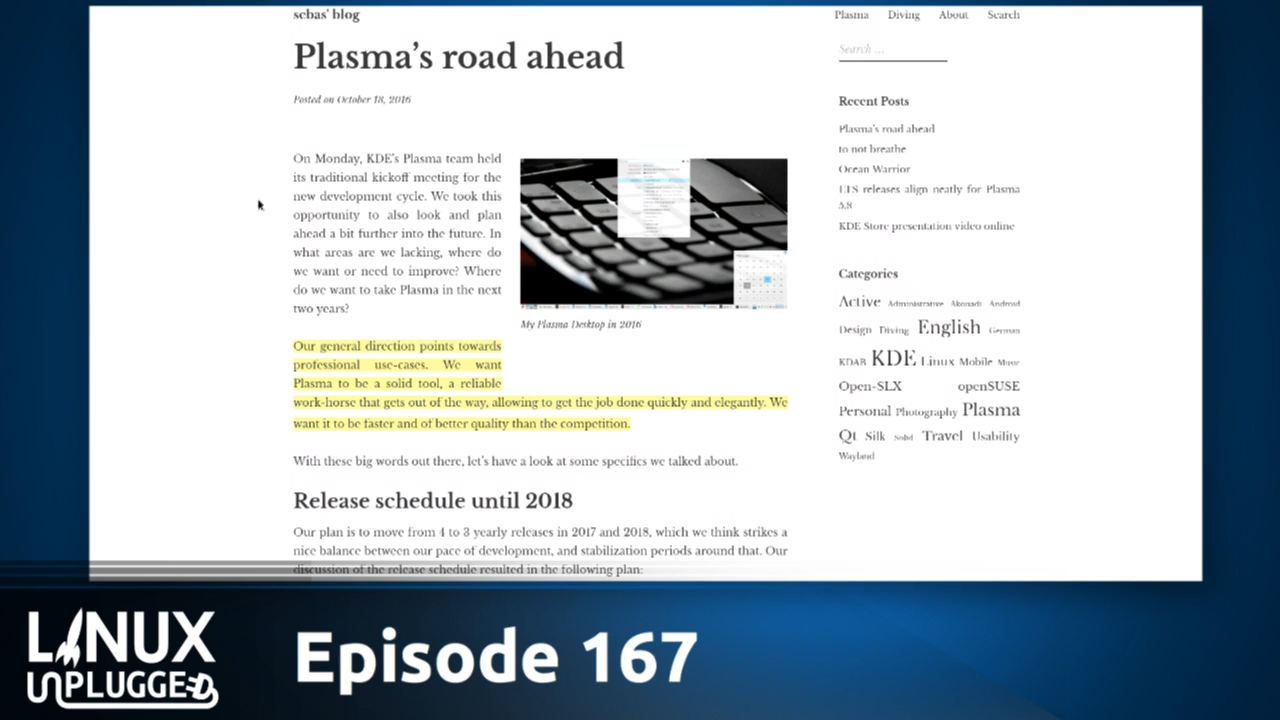 sebas' blog
Plasma Diving About Search
Plasma's road ahead
Posted on October 18, 2016
On Monday, KDE's Plasma team held
its traditional kickoff meeting for the
new development cycle. We took this
opportunity to also look and plan
ahead a bit further into the future. In
what areas are we lacking, where do
we want or need to improve? Where
do we want to take Plasma in the next
two years?
My Plasma Desktop in 2016
Our general direction points towards
professional use-cases. We want
Plasma to be a solid tool, a reliable
work-horse that gets out of the way, allowing to get the job done quickly and elegantly. We
want it to be faster and of better quality than the competition.
With these big words out there, let's have a look at some specifics we talked about.
Release schedule until 2018
Our plan is to move from 4 to 3 yearly releases in 2017 and 2018, which we think strikes a
nice balance between our pace of development, and stabilization periods around that. Our
discussion of the release schedule resulted in the following plan:
Search ...
Recent Posts
Plasma's road ahead
to not breathe
Ocean Warrior
LTS releases align neatly for Plasma
5.8
KDE Store presentation video online
Categories
Active Administrative Akonadi Android
Design Diving English German
KDAB KDE Linux Mobile Music
Open-SLX openSUSE
Personal Photography Plasma
Qt Silk Solid Travel Usability
Wayland
LINUX
UNPLUGGED
Episode 167